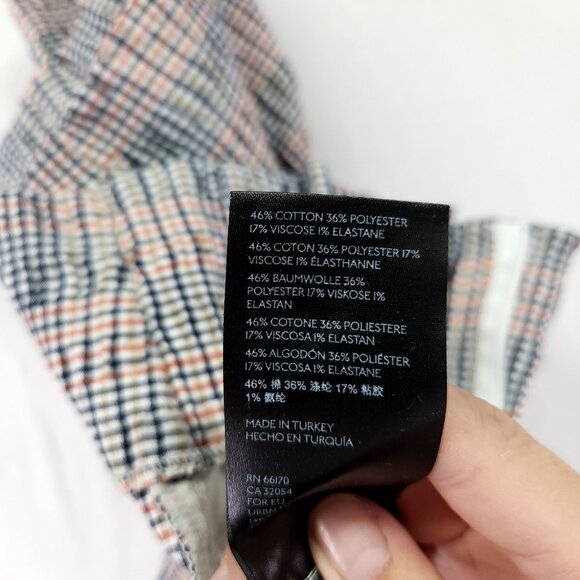 46% COTTON 36% POLYESTER
17% VISCOSE 1% ELASTANE
46% COTON 36% POLYESTER 17%
VISCOSE 1% ÉLASTHANNE
46% BAUMWOLLE 36%
POLYESTER 17% VISKOSE 1%
ELASTAN
46% COTONE 36% POLIESTERE
17% VISCOSA 1% ELASTAN
46% ALGODÓN 36% POLIÉSTER
17% VISCOSA 1% ELASTAN
46% 棉 36% 涤纶 17% 粘胶
1% 氨纶
MADE IN TURKEY
HECHO EN TURQUÍA
RN 66170
CA 32054
FOR EU